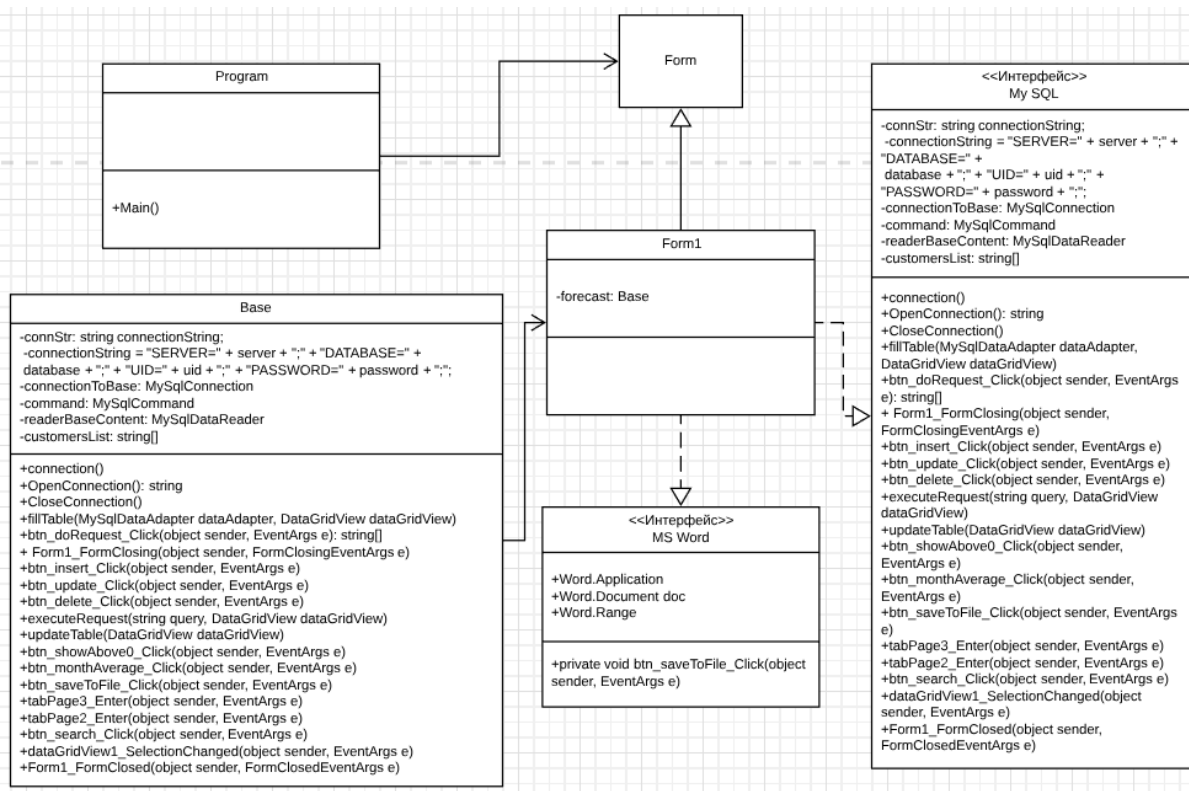 Program
+Main()
Form
Form1
-forecast: Base
Base
-connStr: string connectionString;
-connectionString = "SERVER=" + server + ";" + "DATABASE=" +
database + ";" + "UID=" + uid + ";" + "PASSWORD=" + password + ";";
-connectionToBase: MySqlConnection
-command: MySqlCommand
-readerBaseContent: MySqlDataReader
-customersList: string[]
+connection()
+OpenConnection(): string
+CloseConnection()
+fillTable(MySqlDataAdapter dataAdapter, DataGridView dataGridView)
+btn_doRequest_Click(object sender, EventArgs e): string[]
+ Form1_FormClosing(object sender, FormClosingEventArgs e)
+btn_insert_Click(object sender, EventArgs e)
+btn_update_Click(object sender, EventArgs e)
+btn_delete_Click(object sender, EventArgs e)
+executeRequest(string query, DataGridView dataGridView)
+updateTable(DataGridView dataGridView)
+btn_showAbove0_Click(object sender, EventArgs e)
+btn_monthAverage_Click(object sender, EventArgs e)
+btn_saveToFile_Click(object sender, EventArgs e)
+tabPage3_Enter(object sender, EventArgs e)
+tabPage2_Enter(object sender, EventArgs e)
+btn_search_Click(object sender, EventArgs e)
+dataGridView1_SelectionChanged(object sender, EventArgs e)
+Form1_FormClosed(object sender, FormClosedEventArgs e)
<<Интерфейс>>
MS Word
+Word.Application
+Word.Document doc
+Word.Range
+private void btn_saveToFile_Click(object
sender, EventArgs e)
<<Интерфейс>>
My SQL
-connStr: string connectionString;
-connectionString = "SERVER=" + server + ";" +
"DATABASE=" +
database + ";" + "UID=" + uid + ";" +
"PASSWORD=" + password + ";";
-connectionToBase: MySqlConnection
-command: MySqlCommand
-readerBaseContent: MySqlDataReader
-customersList: string[]
+connection()
+OpenConnection(): string
+CloseConnection()
+fillTable(MySqlDataAdapter dataAdapter,
DataGridView dataGridView)
+btn_doRequest_Click(object sender, EventArgs
e): string[]
+ Form1_FormClosing(object sender,
FormClosingEventArgs e)
+btn_insert_Click(object sender, EventArgs e)
+btn_update_Click(object sender, EventArgs e)
+btn_delete_Click(object sender, EventArgs e)
+executeRequest(string query, DataGridView
dataGridView)
+updateTable(DataGridView dataGridView)
+btn_showAbove0_Click(object sender,
EventArgs e)
+btn_monthAverage_Click(object sender,
EventArgs e)
+btn_saveToFile_Click(object sender, EventArgs
e)
+tabPage3_Enter(object sender, EventArgs e)
+tabPage2_Enter(object sender, EventArgs e)
+btn_search_Click(object sender, EventArgs e)
+dataGridView1_SelectionChanged(object
sender, EventArgs e)
+Form1_FormClosed(object sender,
FormClosedEventArgs e)